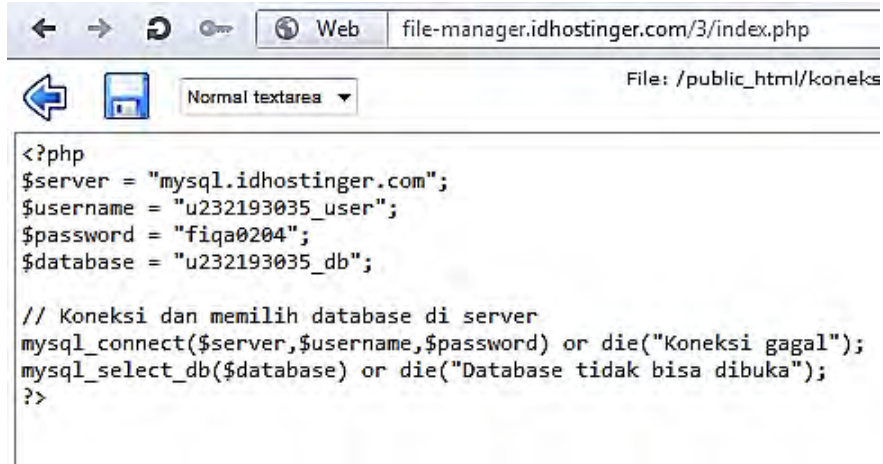 Web file-manager.idhostinger.com/3/index.php
Normal textarea File: /public_html/koneks
<?php
$server = "mysql.idhostinger.com";
$username = "u232193035_user";
$password = "fiqa0204";
$database = "u232193035_db";
// Koneksi dan memilih database di server
mysql_connect($server,$username,$password) or die("Koneksi gagal");
mysql_select_db($database) or die("Database tidak bisa dibuka");
?>